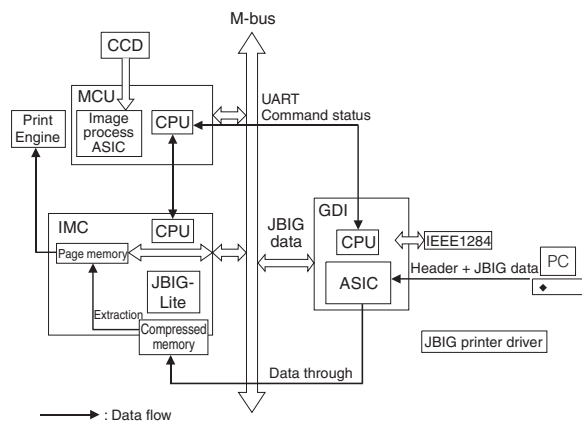 M-bus
CCD
MCU
Image
process
ASIC
CPU
UART
Command status
Print
Engine
IMC
CPU
Page memory
JBIG-
Lite
Extraction
Compressed
memory
JBIG
data
GDI
CPU
ASIC
IEEE1284
PC
Header + JBIG data
◆
JBIG printer driver
Data through
: Data flow